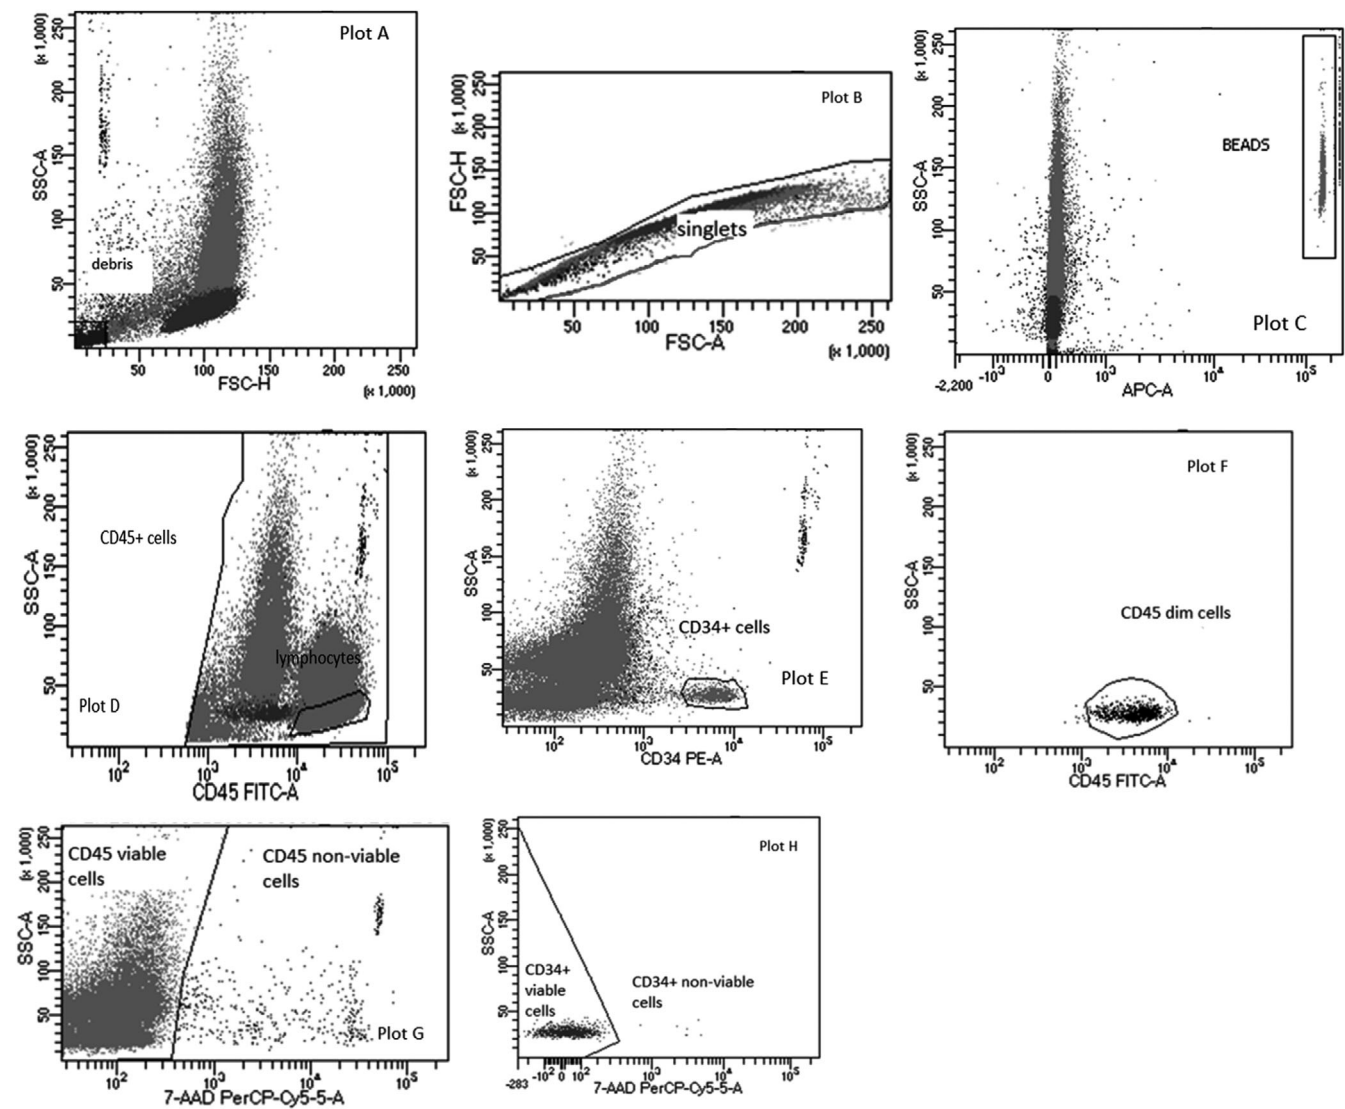 Plot A
(× 1,000)
250
200
150
100
50
SSC-A
debris
50 100 150 200 250
FSC-H
(× 1,000)
Plot B
(× 1,000)
250
200
150
100
50
FSC-H
singlets
50 100 150 200 250
FSC-A
(× 1,000)
(× 1,000)
250
200
150
100
50
SSC-A
BEADS
Plot C
-2,200 -10³ 0 10³ 10⁴ 10⁵
APC-A
(× 1,000)
250
200
150
100
50
SSC-A
CD45+ cells
lymphocytes
Plot D
10² 10³ 10⁴ 10⁵
CD45 FITC-A
(× 1,000)
250
200
150
100
50
SSC-A
CD34+ cells
Plot E
10² 10³ 10⁴ 10⁵
CD34 PE-A
(× 1,000)
250
200
150
100
50
SSC-A
Plot F
CD45 dim cells
10² 10³ 10⁴ 10⁵
CD45 FITC-A
(× 1,000)
250
200
150
100
50
SSC-A
CD45 viable
cells
CD45 non-viable
cells
Plot G
10² 10³ 10⁴ 10⁵
7-AAD PerCP-Cy5-5-A
(× 1,000)
250
200
150
100
50
SSC-A
Plot H
CD34+
viable
cells
CD34+ non-viable
cells
-283 -10² 0 10² 10³ 10⁴ 10⁵
7-AAD PerCP-Cy5-5-A